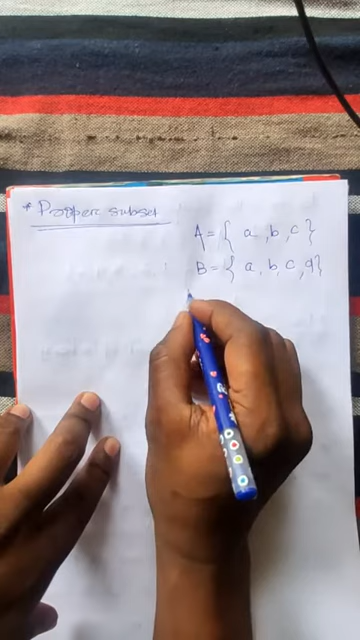 * Proper subset
A = { a, b, c }
B = { a, b, c, q }